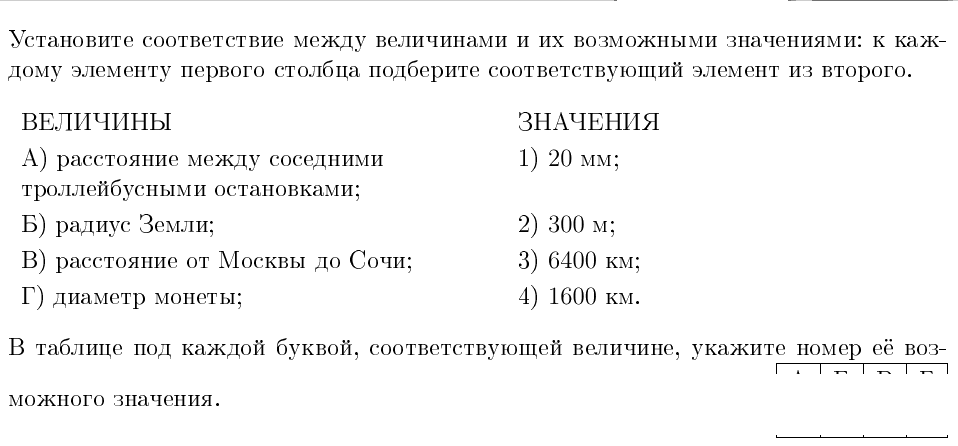 Установите соответствие между величинами и их возможными значениями: к каж-
дому элементу первого столбца подберите соответствующий элемент из второго.
ВЕЛИЧИНЫ ЗНАЧЕНИЯ
А) расстояние между соседними 1) 20 мм;
троллейбусными остановками;
Б) радиус Земли; 2) 300 м;
В) расстояние от Москвы до Сочи; 3) 6400 км;
Г) диаметр монеты; 4) 1600 км.
В таблице под каждой буквой, соответствующей величине, укажите номер её воз-
можного значения.